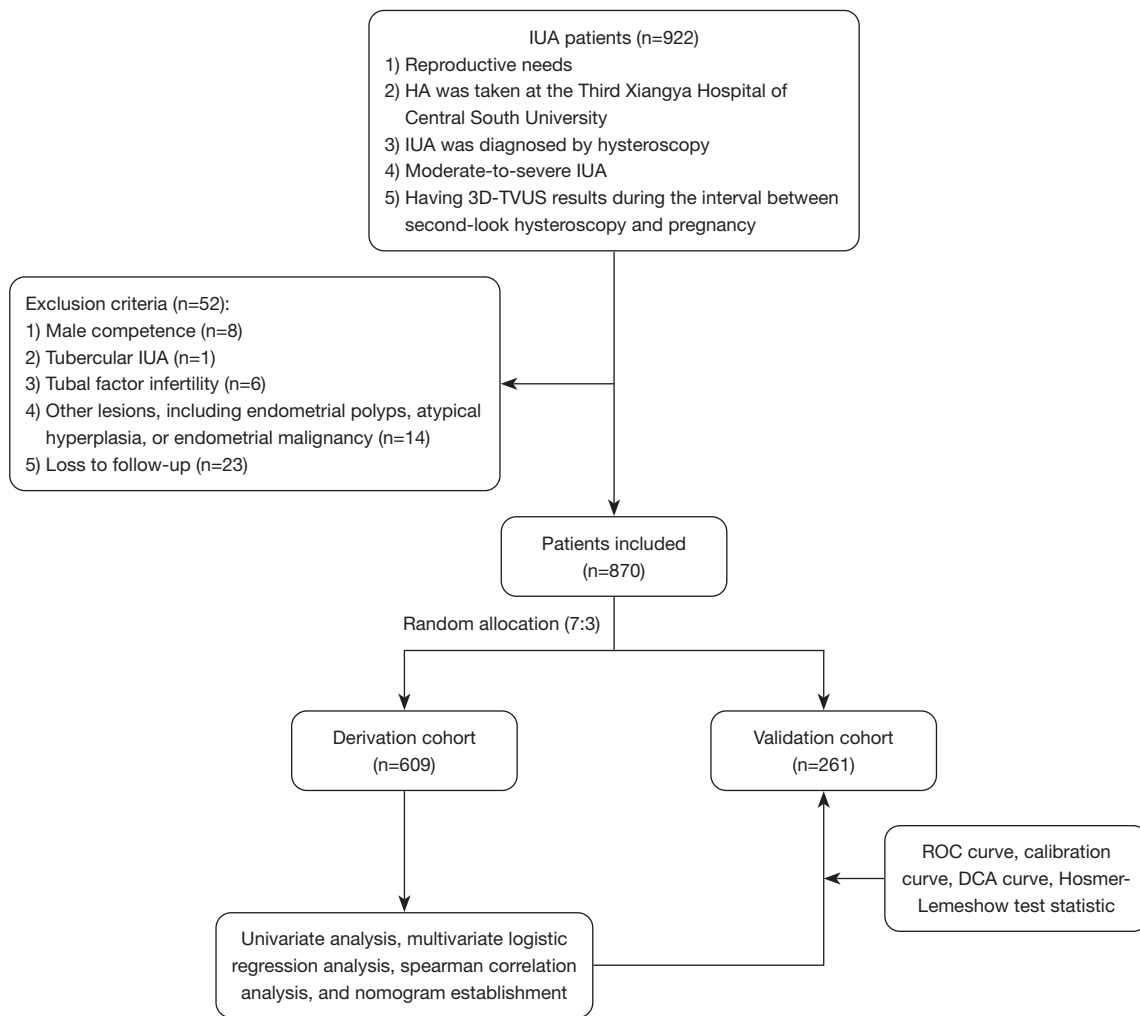 IUA patients (n=922)
1) Reproductive needs
2) HA was taken at the Third Xiangya Hospital of
Central South University
3) IUA was diagnosed by hysteroscopy
4) Moderate-to-severe IUA
5) Having 3D-TVUS results during the interval between
second-look hysteroscopy and pregnancy
Exclusion criteria (n=52):
1) Male competence (n=8)
2) Tubercular IUA (n=1)
3) Tubal factor infertility (n=6)
4) Other lesions, including endometrial polyps, atypical
hyperplasia, or endometrial malignancy (n=14)
5) Loss to follow-up (n=23)
Patients included
(n=870)
Random allocation (7:3)
Derivation cohort
(n=609)
Validation cohort
(n=261)
ROC curve, calibration
curve, DCA curve, Hosmer-
Lemeshow test statistic
Univariate analysis, multivariate logistic
regression analysis, spearman correlation
analysis, and nomogram establishment